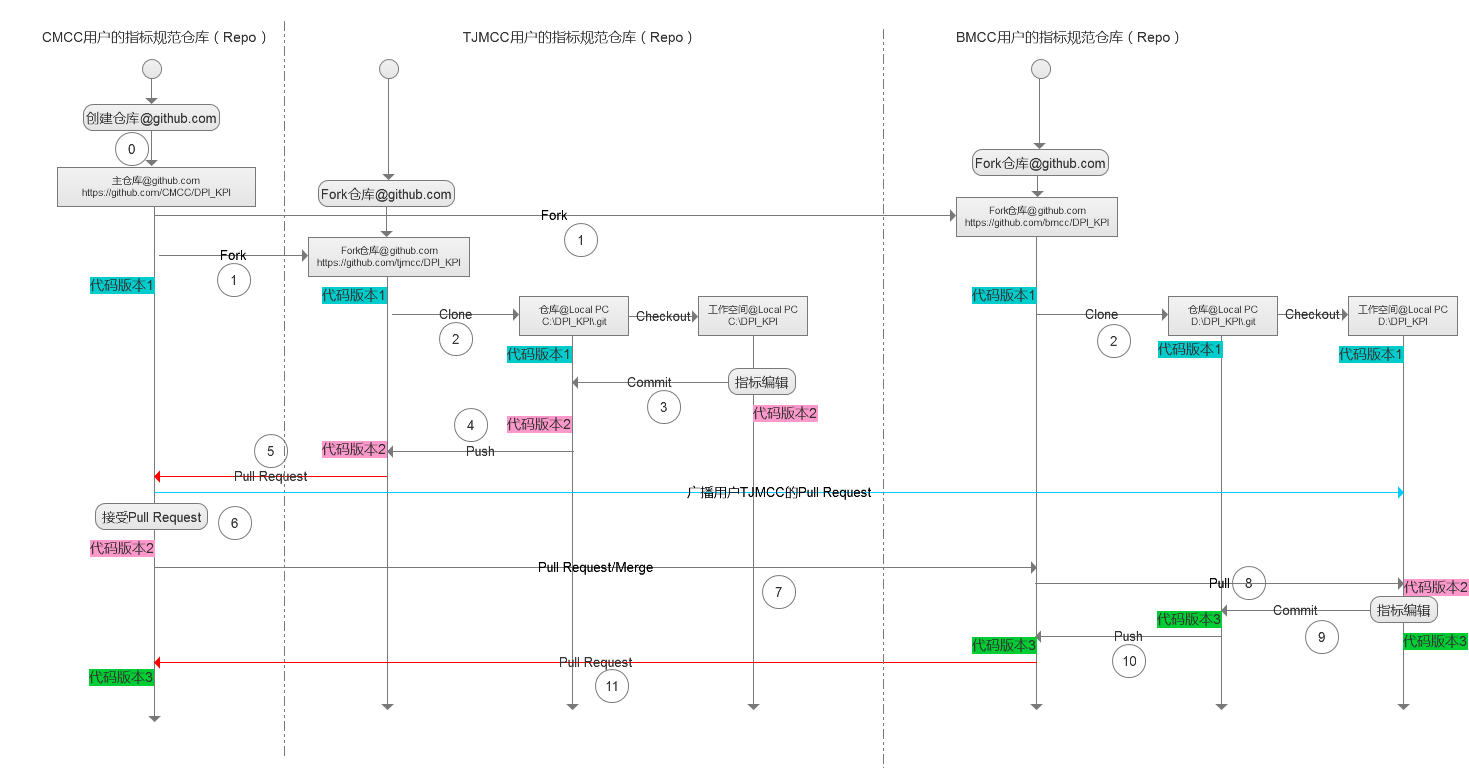 CMCC用户的指标规范仓库（Repo）
TJMCC用户的指标规范仓库（Repo）
BMCC用户的指标规范仓库（Repo）
创建仓库@github.com
0
主仓库@github.com
https://github.com/CMCC/DPI_KPI
Fork仓库@github.com
Fork仓库@github.com
Fork仓库@github.com
https://github.com/bmcc/DPI_KPI
Fork
1
Fork
1
Fork仓库@github.com
https://github.com/tjmcc/DPI_KPI
代码版本1
代码版本1
代码版本1
Clone
2
仓库@Local PC
C:\DPI_KPI\.git
Checkout
工作空间@Local PC
C:\DPI_KPI
Clone
2
仓库@Local PC
D:\DPI_KPI\.git
Checkout
工作空间@Local PC
D:\DPI_KPI
代码版本1
代码版本1
代码版本1
Commit
3
指标编辑
代码版本2
代码版本2
4
Push
代码版本2
5
Pull Request
广播用户TJMCC的Pull Request
接受Pull Request
6
代码版本2
Pull Request/Merge
7
Pull
8
代码版本2
指标编辑
Commit
9
代码版本3
代码版本3
Push
10
代码版本3
Pull Request
11
代码版本3